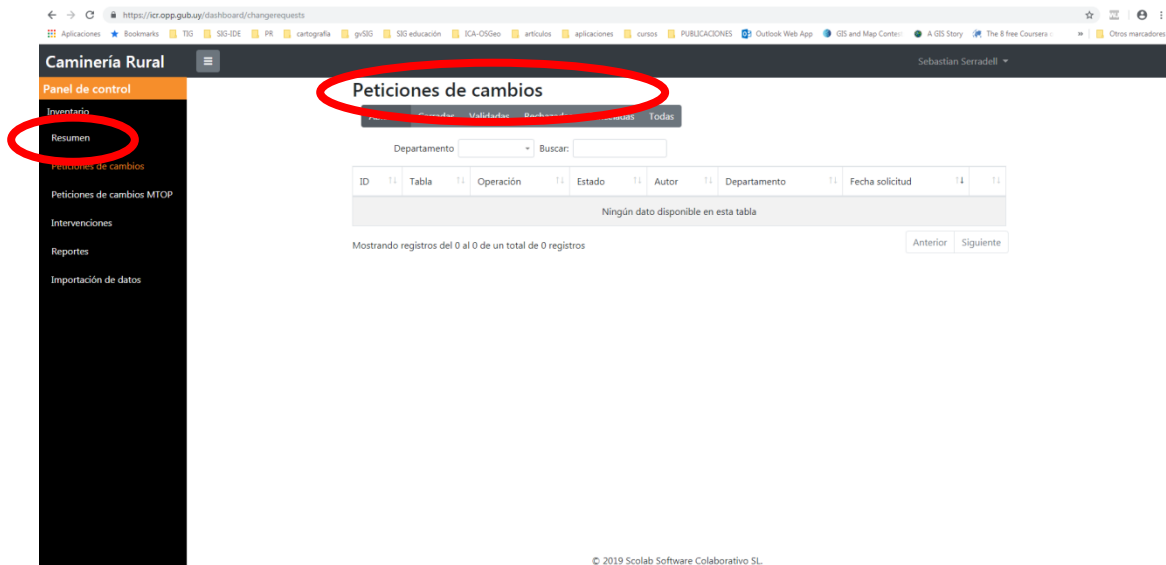 https://icr.opp.gub.uy/dashboard/changerequests
Aplicaciones Bookmarks TIG SIG-IDE PR cartografia gvSIG SIG educación ICA-OSGeo articulos aplicaciones cursos PUBLICACIONES Outlook Web App GIS and Map Conten A GIS Story The 8 free Coursera » Otros marcadores
Caminería Rural Sebastian Serradell
Panel de control
Inventario
Resumen
Peticiones de cambios
Peticiones de cambios MTOP
Intervenciones
Reportes
Importación de datos
Peticiones de cambios
Cerradas Validadas Todas
Departamento Buscar:
ID Tabla Operación Estado Autor Departamento Fecha solicitud
Ningún dato disponible en esta tabla
Mostrando registros del 0 al 0 de un total de 0 registros
Anterior Siguiente
© 2019 Scolab Software Colaborativo SL.